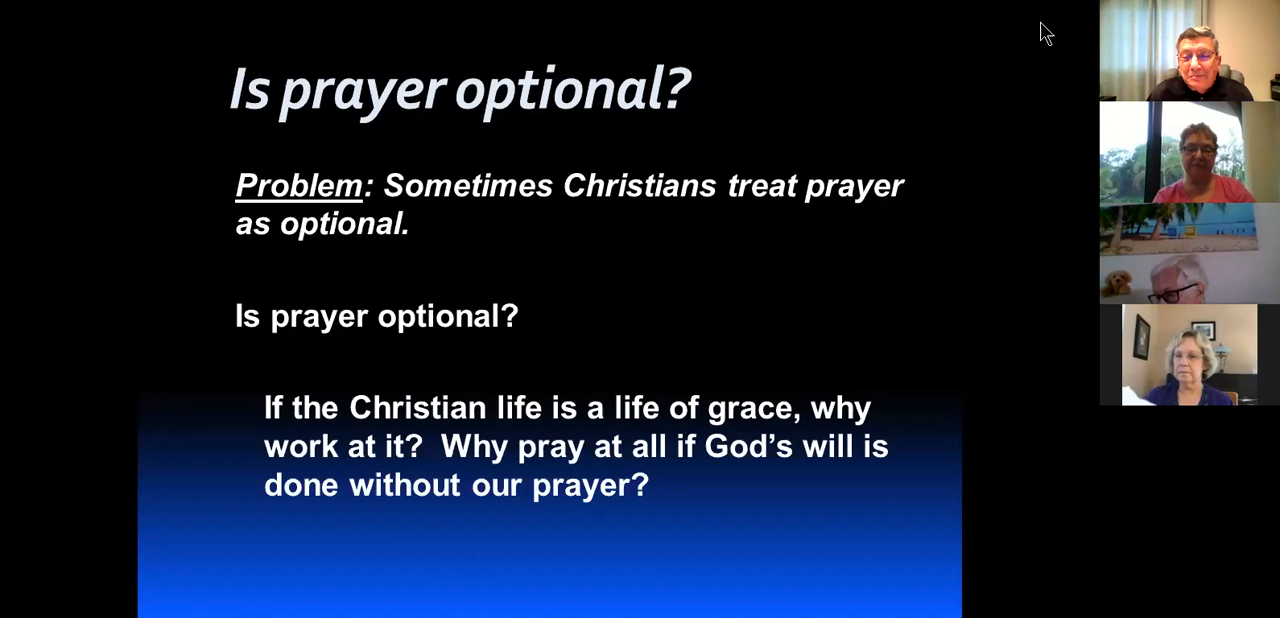 Is prayer optional?
Problem: Sometimes Christians treat prayer
as optional.
Is prayer optional?
If the Christian life is a life of grace, why
work at it?  Why pray at all if God’s will is
done without our prayer?